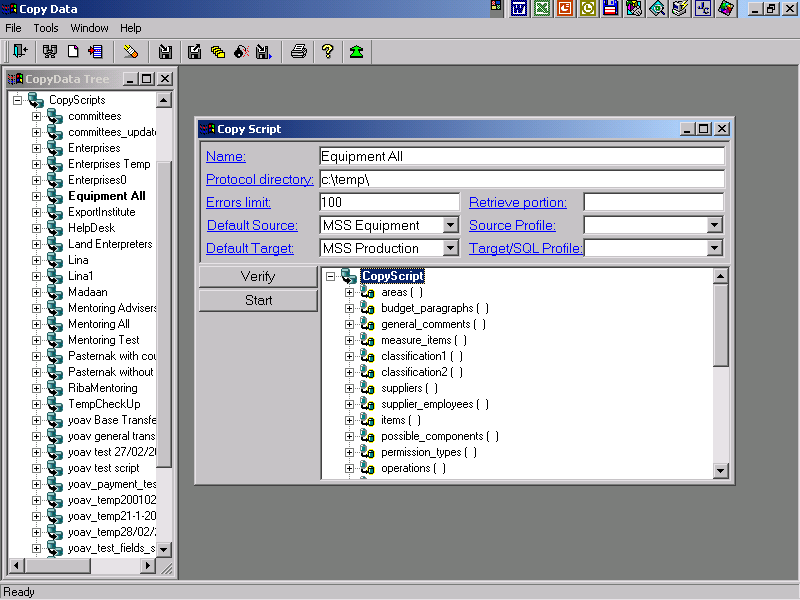 Copy Data
File Tools Window Help
CopyData Tree
CopyScripts
committees
committees_updat
Enterprises
Enterprises Temp
Enterprises0
Equipment All
ExportInstitute
HelpDesk
Land Enterpreters
Lina
Lina1
Madaan
Mentoring Advisers
Mentoring All
Mentoring Test
Pasternak with cou
Pasternak without
RibaMentoring
TempCheckUp
yoav Base Transfe
yoav general trans
yoav test 27/02/20
yoav test script
yoav_payment_tes
yoav_temp200102
yoav_temp21-1-20
yoav_temp28/02/2
yoav_test_fields_s
Copy Script
Name: Equipment All
Protocol directory: c:\temp\
Errors limit: 100 Retrieve portion:
Default Source: MSS Equipment Source Profile:
Default Target: MSS Production Target/SQL Profile:
Verify
Start
CopyScript
areas ( )
budget_paragraphs ( )
general_comments ( )
measure_items ( )
classification1 ( )
classification2 ( )
suppliers ( )
supplier_employees ( )
items ( )
possible_components ( )
permission_types ( )
operations ( )
Ready